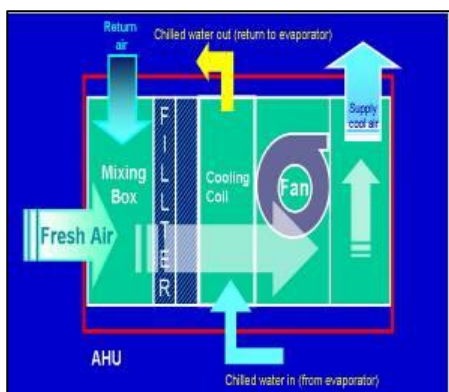 Return
air
Chilled water out (return to evaporator)
Supply
cool air
FILLTER
Mixing
Box
Cooling
Coil
Fan
Fresh Air
AHU
Chilled water in (from evaporator)